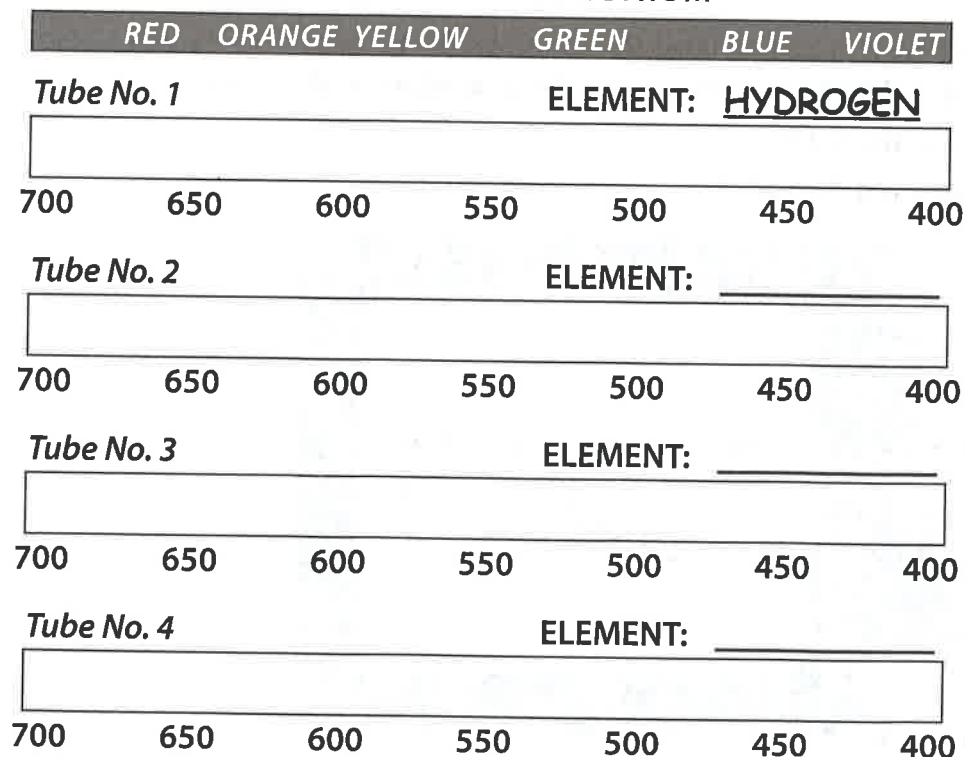 RED ORANGE YELLOW GREEN BLUE VIOLET
Tube No. 1 ELEMENT: HYDROGEN
700 650 600 550 500 450 400
Tube No. 2 ELEMENT:
700 650 600 550 500 450 400
Tube No. 3 ELEMENT:
700 650 600 550 500 450 400
Tube No. 4 ELEMENT:
700 650 600 550 500 450 400